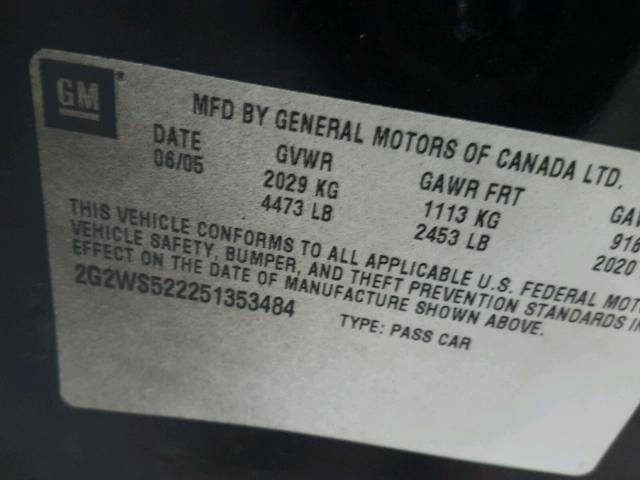 GM
MFD BY GENERAL MOTORS OF CANADA LTD.
DATE GVWR GAWR FRT
06/05 2029 KG 1113 KG 
4473 LB 2453 LB 2020
THIS VEHICLE CONFORMS TO ALL APPLICABLE U.S. FEDERAL
VEHICLE SAFETY, BUMPER, AND THEFT PREVENTION STANDARDS
EFFECT ON THE DATE OF MANUFACTURE SHOWN ABOVE.
2G2WS522251353484 TYPE: PASS CAR